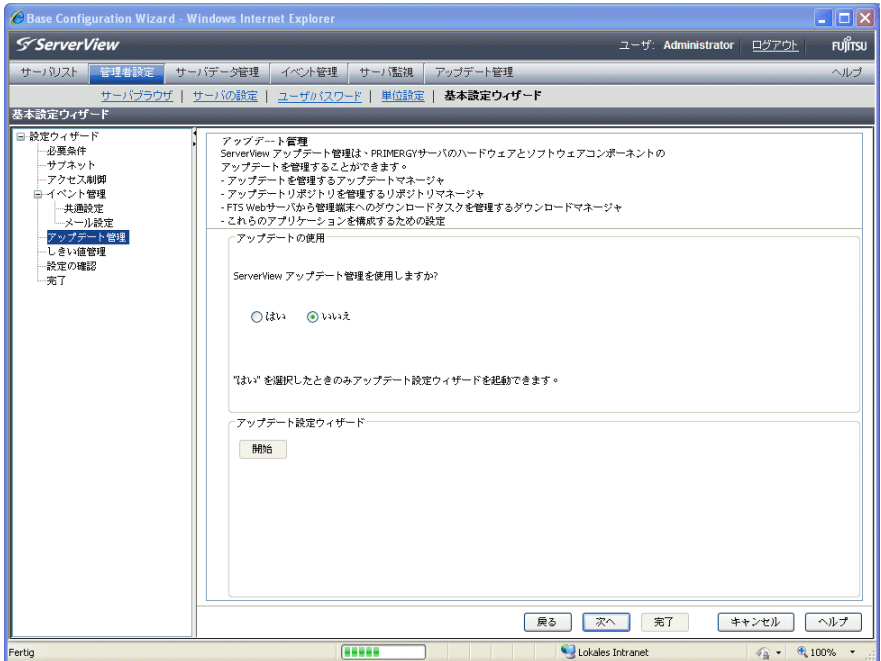 Base Configuration Wizard - Windows Internet Explorer
ServerView
ユーザ: Administrator
ログアウト
FUJITSU
サーバリスト
管理者設定
サーバデータ管理
イベント管理
サーバ監視
アップデート管理
ヘルプ
サーバブラウザ | サーバの設定 | ユーザ/パスワード | 単位設定 | 基本設定ウィザード
基本設定ウィザード
設定ウィザード
必要条件
サブネット
アクセス制御
イベント管理
共通設定
メール設定
アップデート管理
しきい値管理
設定の確認
完了
アップデート管理
ServerView アップデート管理は、PRIMERGYサーバのハードウェアとソフトウェアコンポーネントの
アップデートを管理することができます。
- アップデートを管理するアップデートマネージャ
- アップデートリポジトリを管理するリポジトリマネージャ
- FTS Webサーバから管理端末へのダウンロードタスクを管理するダウンロードマネージャ
- これらのアプリケーションを構成するための設定
アップデートの使用
ServerView アップデート管理を使用しますか?
はい
いいえ
"はい" を選択したときのみアップデート設定ウィザードを起動できます。
アップデート設定ウィザード
開始
戻る
次へ
完了
キャンセル
ヘルプ
Fertig
Lokales Intranet
100%